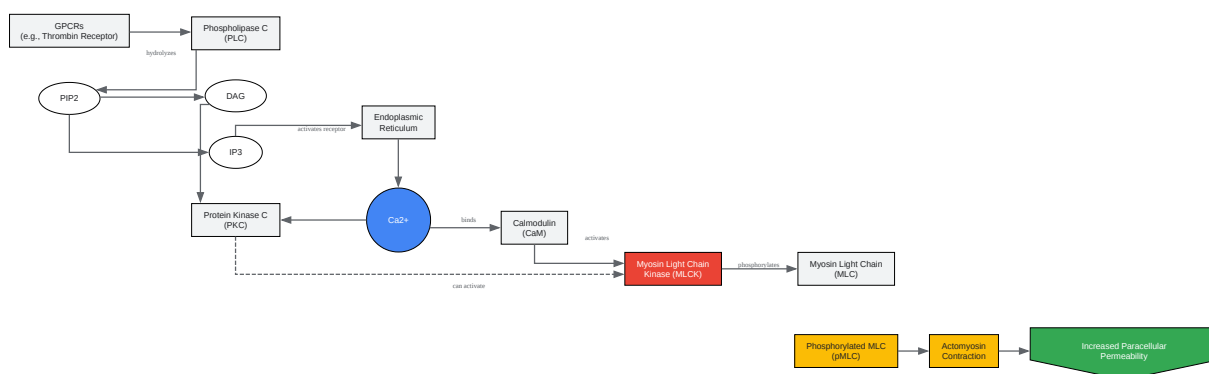 GPCRs
(e.g., Thrombin Receptor)
Phospholipase C
(PLC)
hydrolyzes
PIP2
DAG
Endoplasmic
Reticulum
activates receptor
IP3
Protein Kinase C
(PKC)
Ca2+
binds
Calmodulin
(CaM)
activates
Myosin Light Chain
Kinase (MLCK)
phosphorylates
Myosin Light Chain
(MLC)
can activate
Phosphorylated MLC
(pMLC)
Actomyosin
Contraction
Increased Paracellular
Permeability